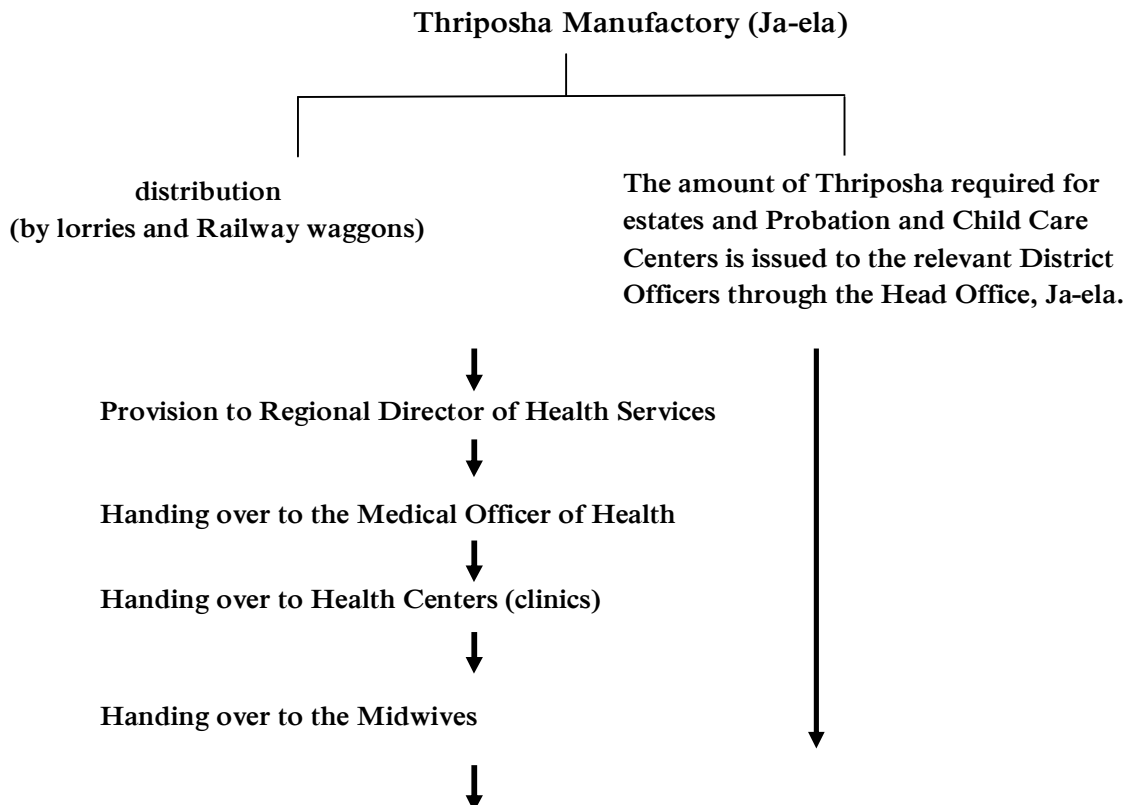 Thriposha Manufactory (Ja-ela)
distribution
(by lorries and Railway waggons)
The amount of Thriposha required for
estates and Probation and Child Care
Centers is issued to the relevant District
Officers through the Head Office, Ja-ela.
Provision to Regional Director of Health Services
Handing over to the Medical Officer of Health
Handing over to Health Centers (clinics)
Handing over to the Midwives